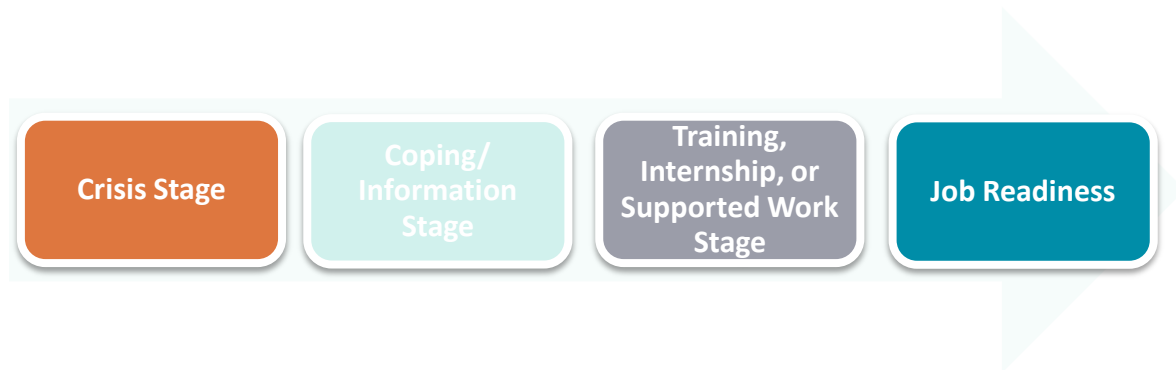 Crisis Stage
Coping/
Information
Stage
Training,
Internship, or
Supported Work
Stage
Job Readiness